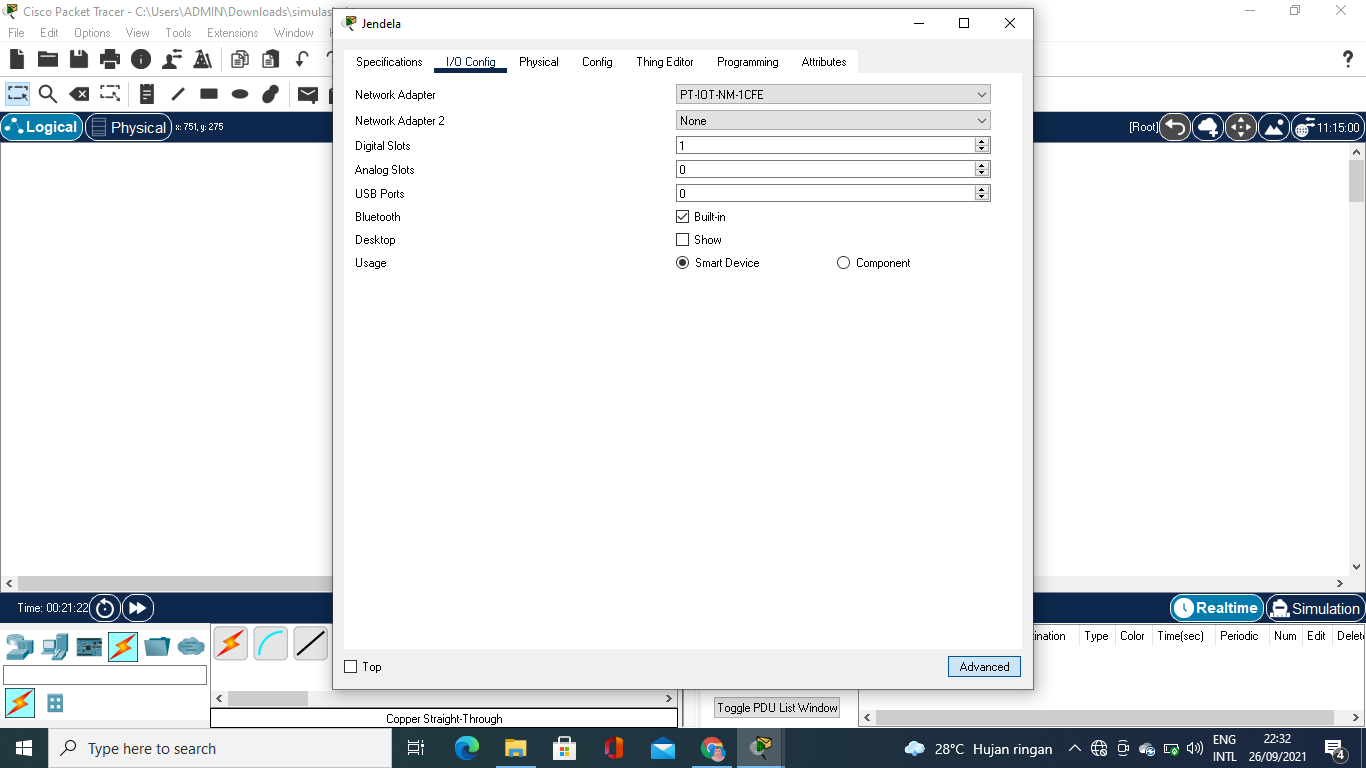 Cisco Packet Tracer - C:\Users\ADMIN\Downloads\simulas
Jendela
File Edit Options View Tools Extensions Window
Specifications I/O Config Physical Config Thing Editor Programming Attributes
Network Adapter PT-IOT-NM-1CFE
Network Adapter 2 None
Digital Slots 1
Analog Slots 0
USB Ports 0
Bluetooth Built-in
Desktop Show
Usage Smart Device Component
Logical Physical x: 751, y: 275
[Root] 11:15:00
Time: 00:21:22
Realtime Simulation
Top Advanced
ination Type Color Time(sec) Periodic Num Edit Delet
Toggle PDU List Window
Copper Straight-Through
Type here to search
28°C Hujan ringan
ENG
INTL
22:32
26/09/2021
4